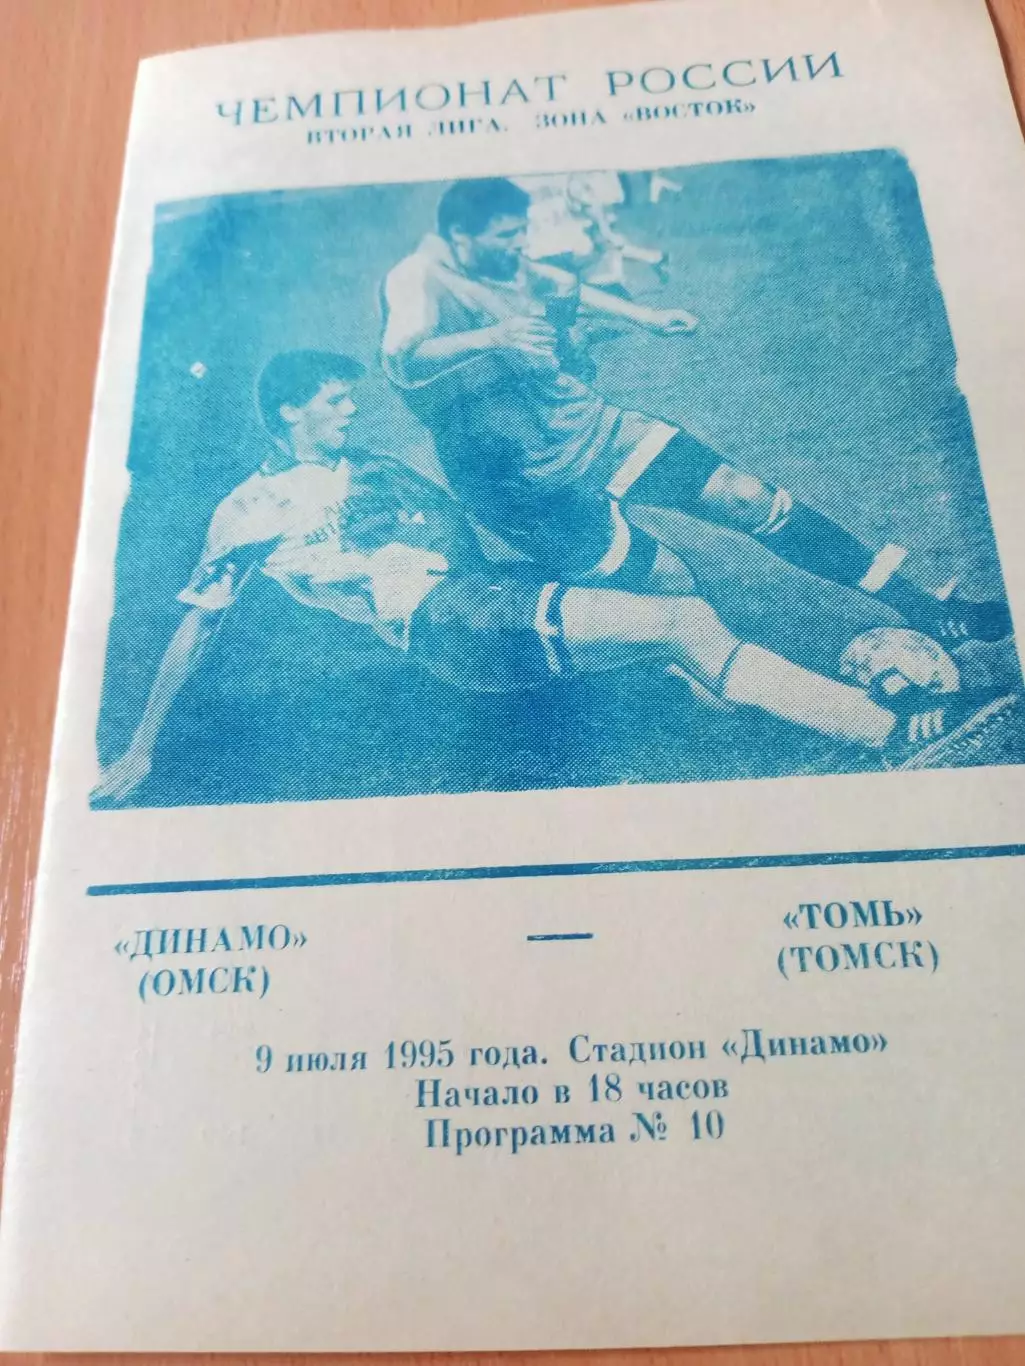 ЧЕМПИОНАТ РОССИИ
ВТОРАЯ ЛИГА. ЗОНА «ВОСТОК»
«ДИНАМО» — «ТОМЬ»
(ОМСК) (ТОМСК)
9 июля 1995 года. Стадион «Динамо»
Начало в 18 часов
Программа № 10